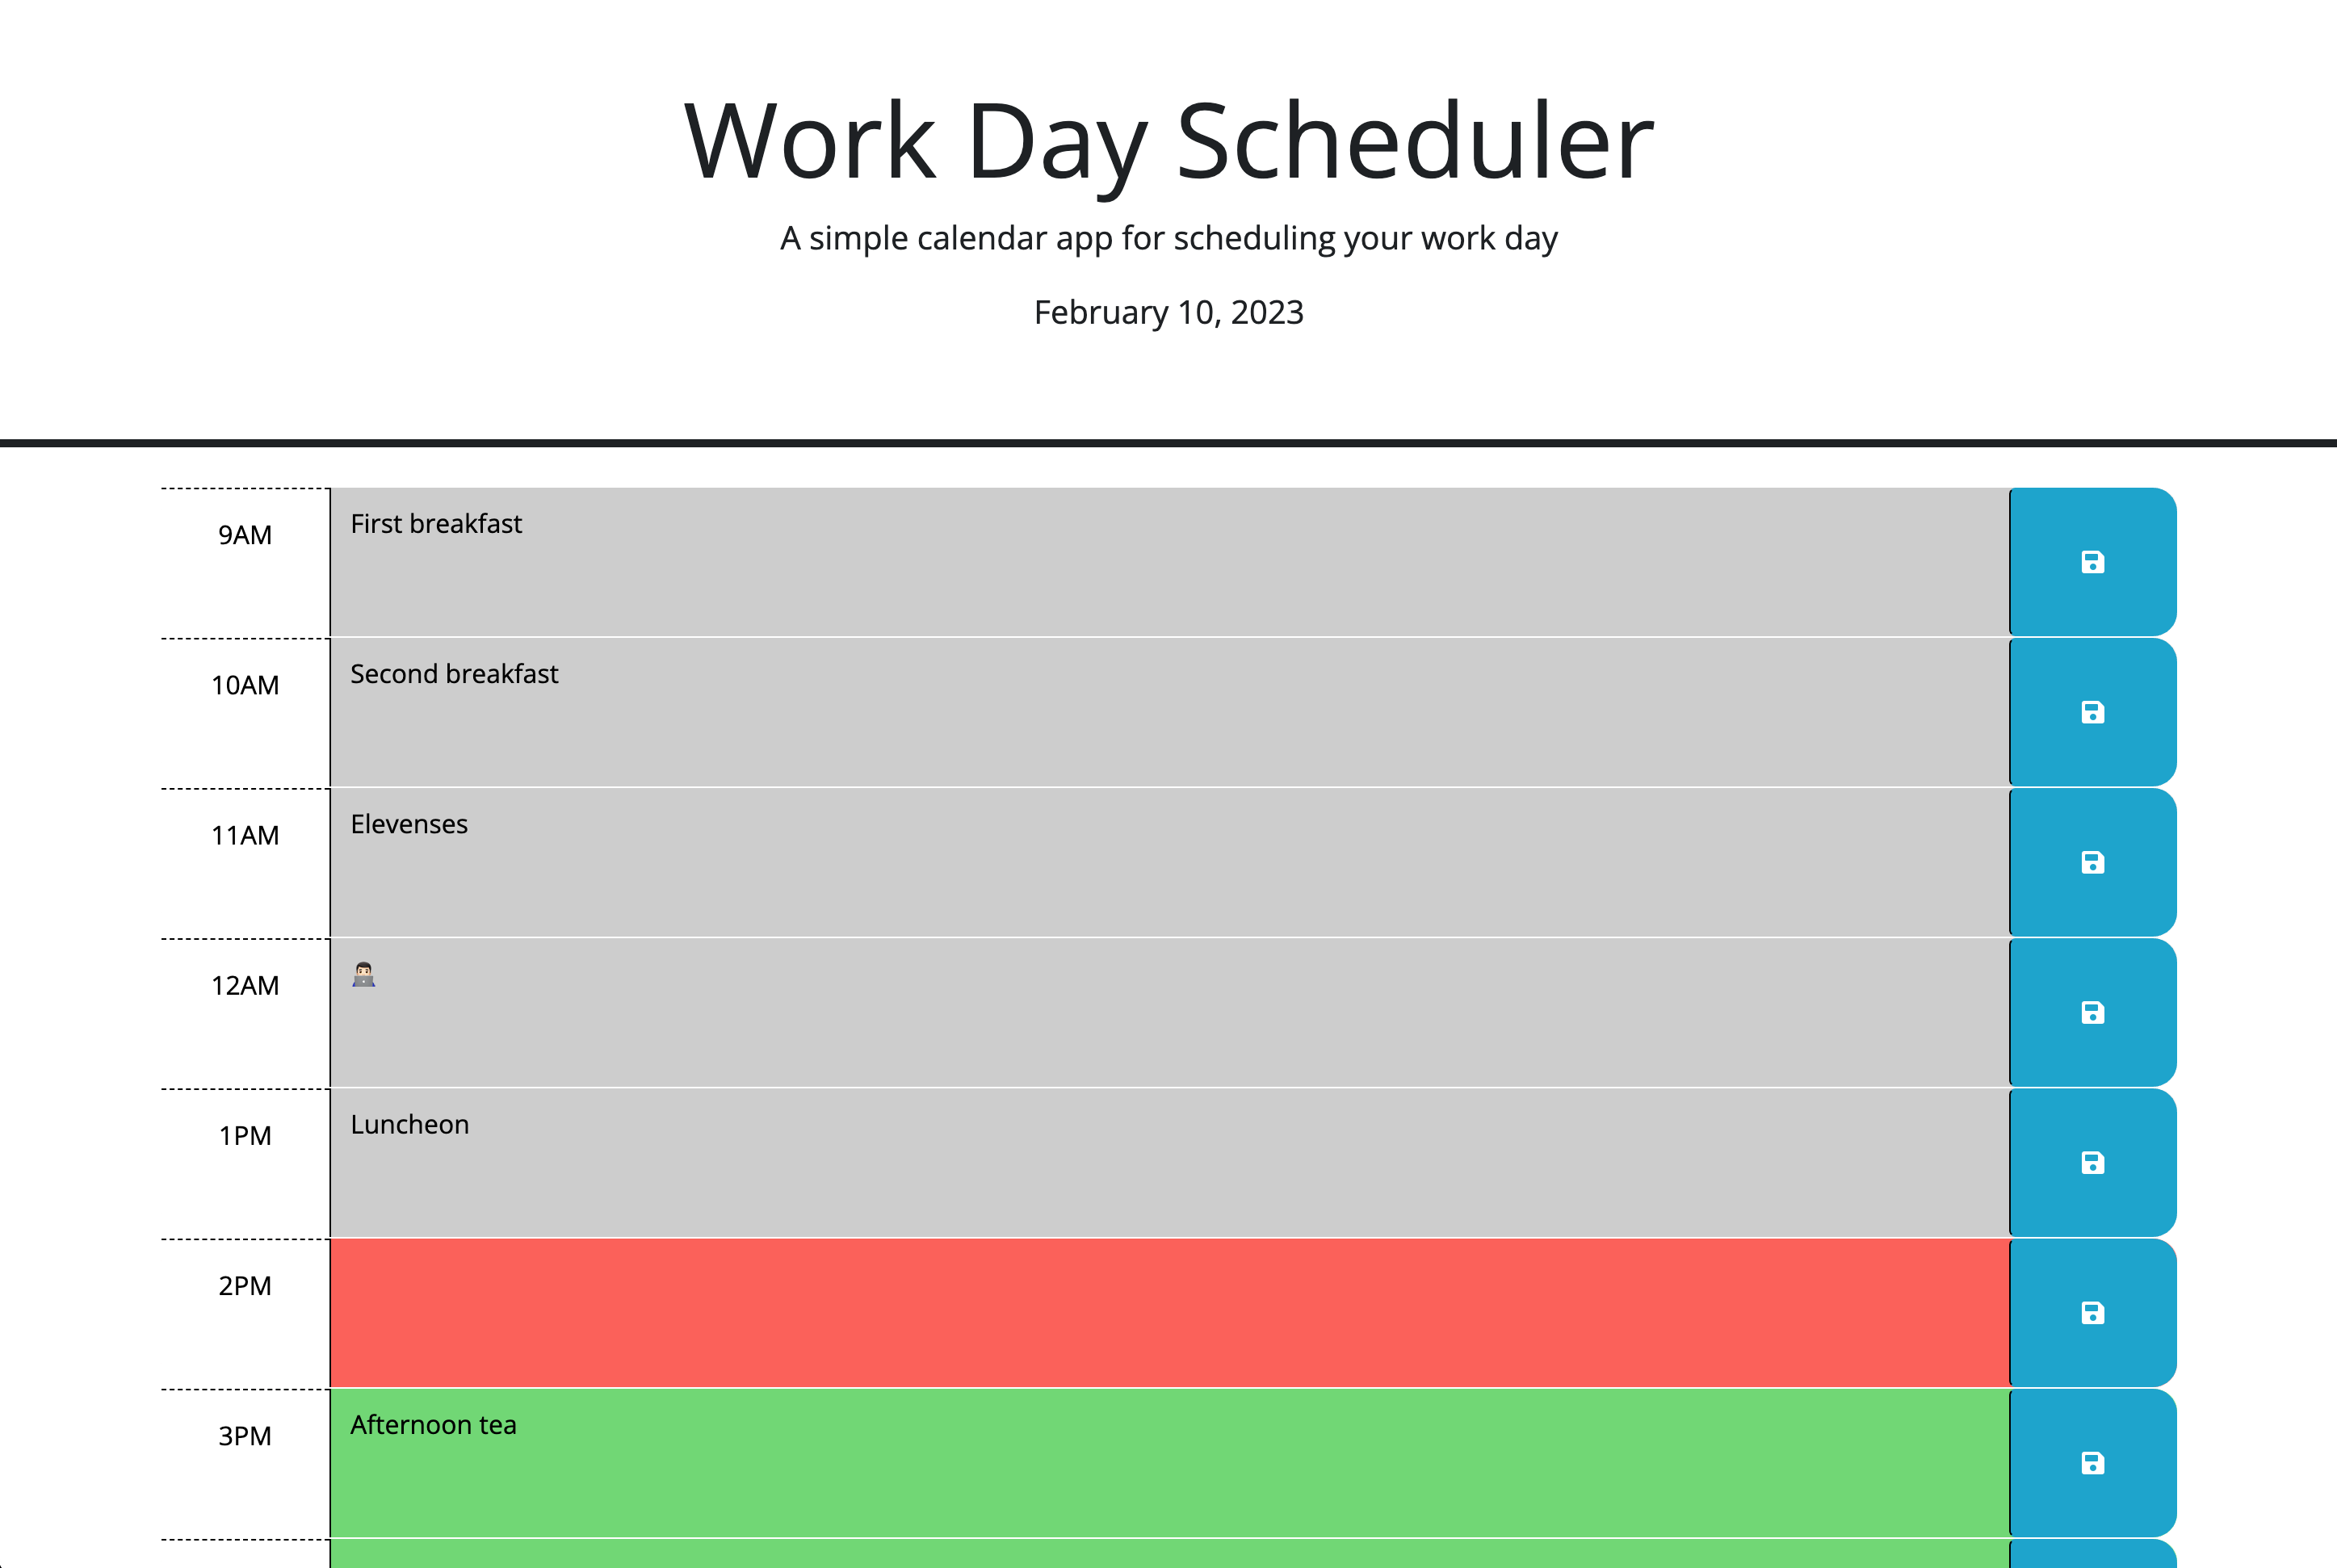 Work Day Scheduler
A simple calendar app for scheduling your work day
February 10, 2023
9AM
First breakfast
10AM
Second breakfast
11AM
Elevenses
12AM
1PM
Luncheon
2PM
3PM
Afternoon tea